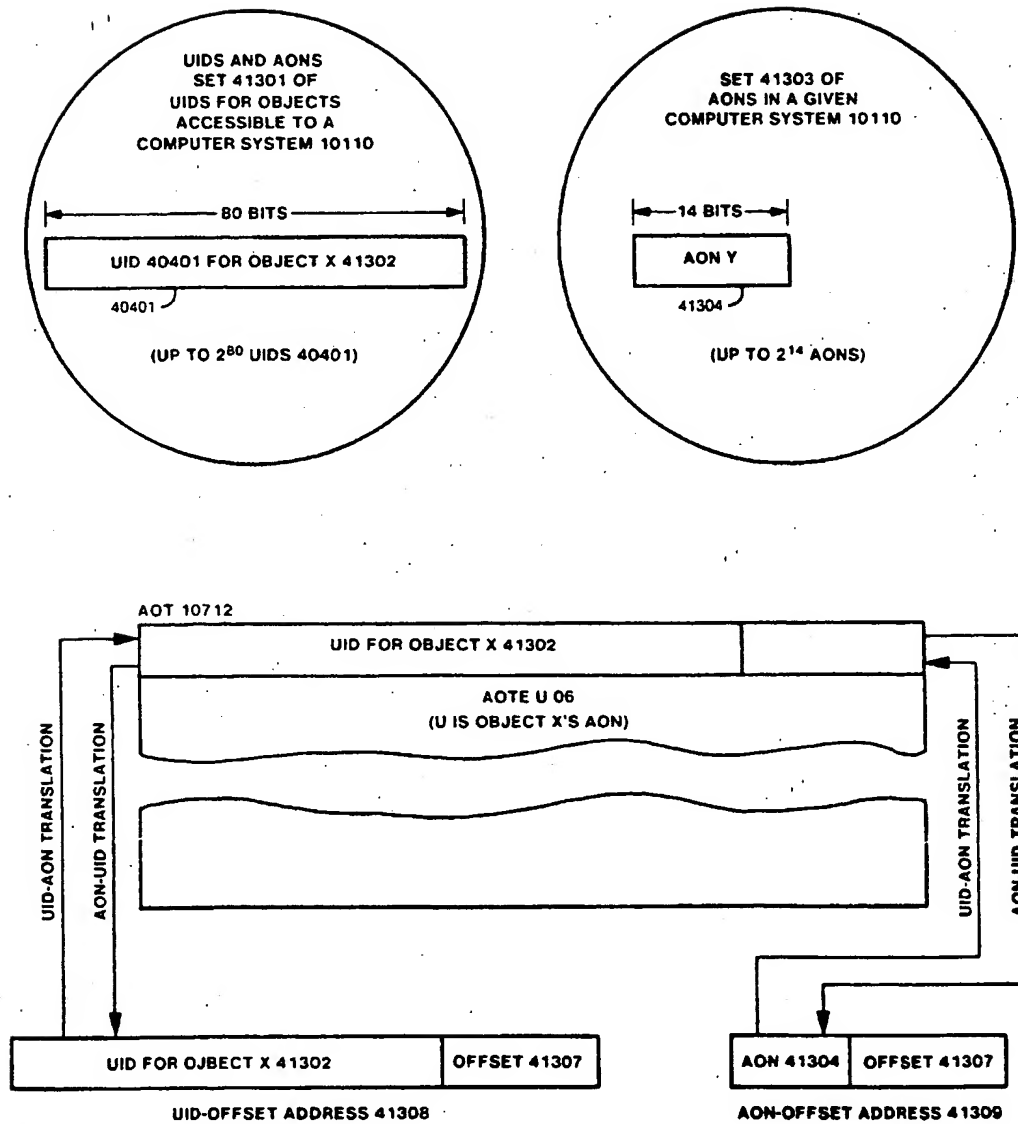 UIDS AND AONS
SET 41301 OF
UIDS FOR OBJECTS
ACCESSIBLE TO A
COMPUTER SYSTEM 10110
80 BITS
UID 40401 FOR OBJECT X 41302
40401
(UP TO 2⁸⁰ UIDS 40401)
SET 41303 OF
AONS IN A GIVEN
COMPUTER SYSTEM 10110
14 BITS
AON Y
41304
(UP TO 2¹⁴ AONS)
AOT 10712
UID FOR OBJECT X 41302
AOTE U 06
(U IS OBJECT X'S AON)
UID-AON TRANSLATION
AON-UID TRANSLATION
UID-AON TRANSLATION
AON-UID TRANSLATION
UID FOR OJBECT X 41302
OFFSET 41307
UID-OFFSET ADDRESS 41308
AON 41304
OFFSET 41307
AON-OFFSET ADDRESS 41309